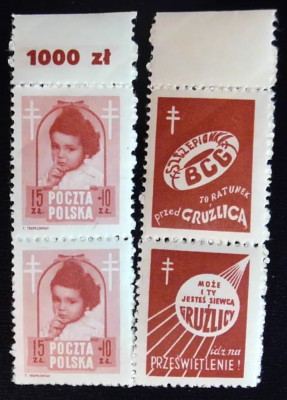 1000 zł
15 ZŁ. POCZTA POLSKA +10 ZŁ.
15 ZŁ. POCZTA POLSKA +10 ZŁ.
SZCZEPIONKA
BCG
TO RATUNEK
przed GRUŹLICĄ
MOŻE
I TY
JESTEŚ SIEWCĄ
GRUŹLICY
idź na
PRZEŚWIETLENIE!